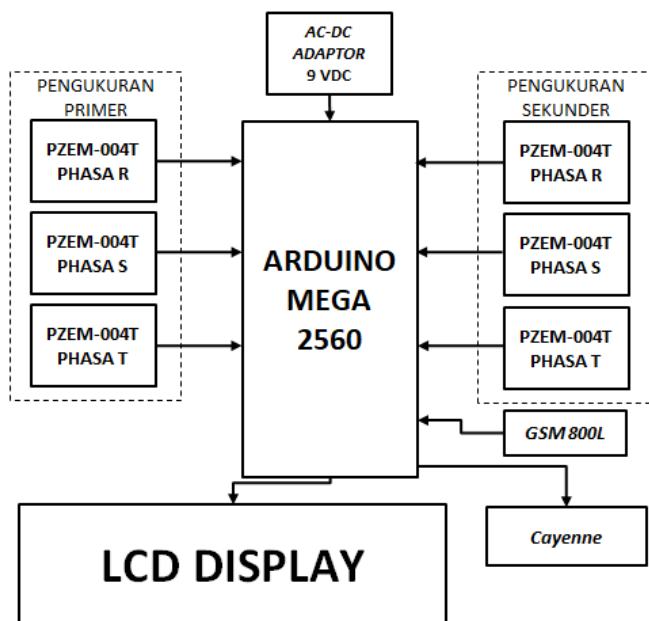 AC-DC
ADAPTOR
9 VDC
PENGUKURAN
PRIMER
PZEM-004T
PHASA R
PZEM-004T
PHASA S
PZEM-004T
PHASA T
ARDUINO
MEGA
2560
PENGUKURAN
SEKUNDER
PZEM-004T
PHASA R
PZEM-004T
PHASA S
PZEM-004T
PHASA T
GSM 800L
Cayenne
LCD DISPLAY